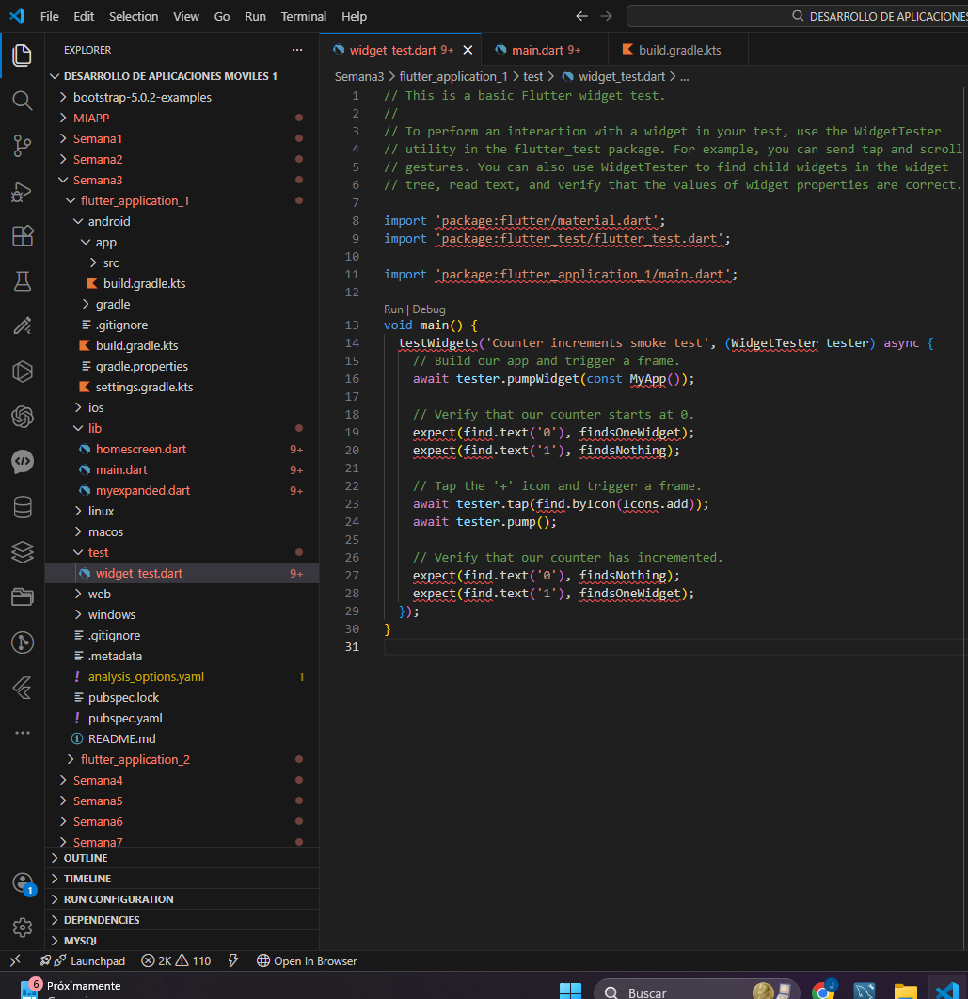 File Edit Selection View Go Run Terminal Help
DESARROLLO DE APLICACIONES
EXPLORER
DESARROLLO DE APLICACIONES MOVILES 1
bootstrap-5.0.2-examples
MIAPP
Semana1
Semana2
Semana3
flutter_application_1
android
app
src
build.gradle.kts
gradle
.gitignore
build.gradle.kts
gradle.properties
settings.gradle.kts
ios
lib
homescreen.dart 9+
main.dart 9+
myexpanded.dart 9+
linux
macos
test
widget_test.dart 9+
web
windows
.gitignore
.metadata
analysis_options.yaml 1
pubspec.lock
pubspec.yaml
README.md
flutter_application_2
Semana4
Semana5
Semana6
Semana7
OUTLINE
TIMELINE
RUN CONFIGURATION
DEPENDENCIES
MYSQL
1
widget_test.dart 9+ main.dart 9+ build.gradle.kts
Semana3 > flutter_application_1 > test > widget_test.dart > ...
1 // This is a basic Flutter widget test.
2 //
3 // To perform an interaction with a widget in your test, use the WidgetTester
4 // utility in the flutter_test package. For example, you can send tap and scroll
5 // gestures. You can also use WidgetTester to find child widgets in the widget
6 // tree, read text, and verify that the values of widget properties are correct.
7
8 import 'package:flutter/material.dart';
9 import 'package:flutter_test/flutter_test.dart';
10
11 import 'package:flutter_application_1/main.dart';
12
Run | Debug
13 void main() {
14 testWidgets('Counter increments smoke test', (WidgetTester tester) async {
15 // Build our app and trigger a frame.
16 await tester.pumpWidget(const MyApp());
17
18 // Verify that our counter starts at 0.
19 expect(find.text('0'), findsOneWidget);
20 expect(find.text('1'), findsNothing);
21
22 // Tap the '+' icon and trigger a frame.
23 await tester.tap(find.byIcon(Icons.add));
24 await tester.pump();
25
26 // Verify that our counter has incremented.
27 expect(find.text('0'), findsNothing);
28 expect(find.text('1'), findsOneWidget);
29 });
30 }
31
Launchpad 2K 110 Open In Browser
6 Próximamente
Buscar